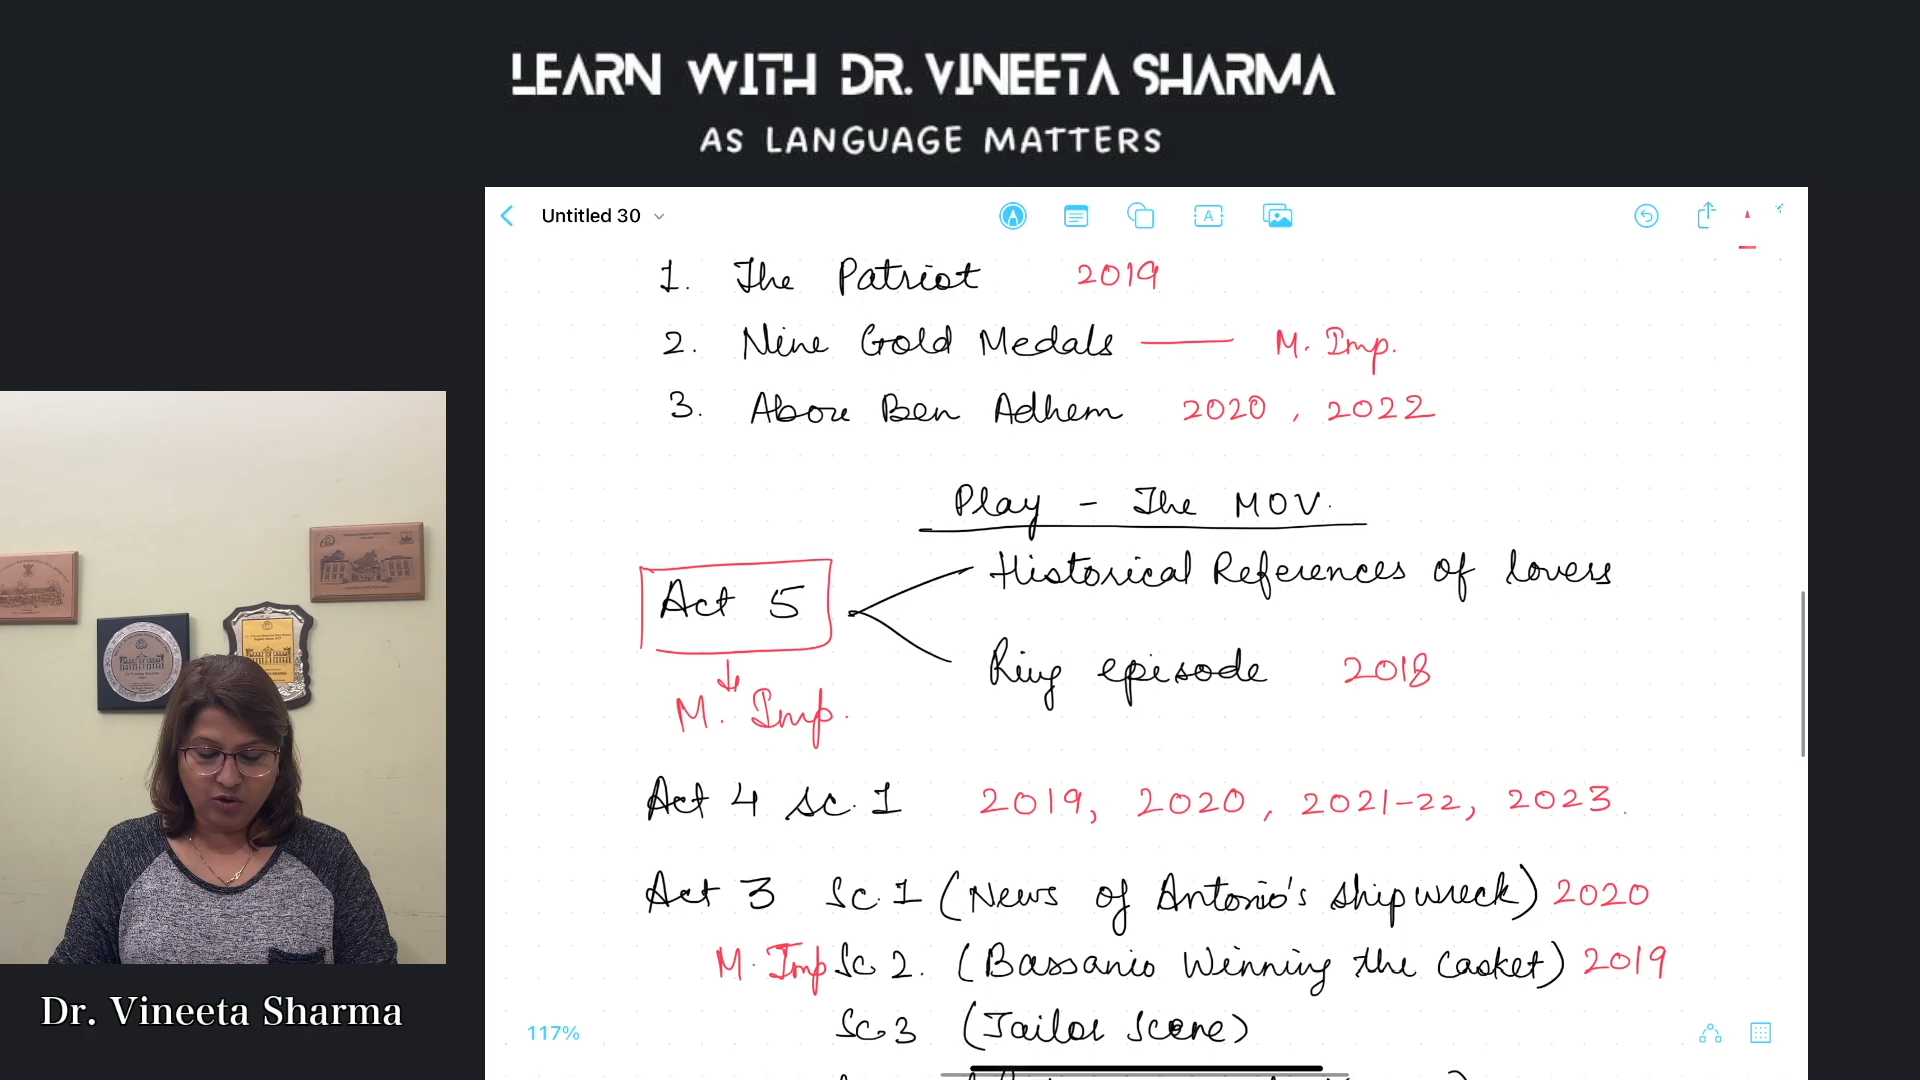 LEARN WITH DR. VINEETA SHARMA
AS LANGUAGE MATTERS
Untitled 30
1. The Patriot 2019
2. Nine Gold Medals — M. Imp.
3. Abou Ben Adhem 2020, 2022
Play - The MOV.
Act 5
Historical References of lovers
Ring episode 2018
M. Imp.
Act 4 Sc. 1 2019, 2020, 2021-22, 2023.
Act 3 Sc. 1 (News of Antonio's shipwreck) 2020
M. Imp Sc 2. (Bassanio Winning the casket) 2019
Sc 3 (Jailor Scene)
117%
Dr. Vineeta Sharma